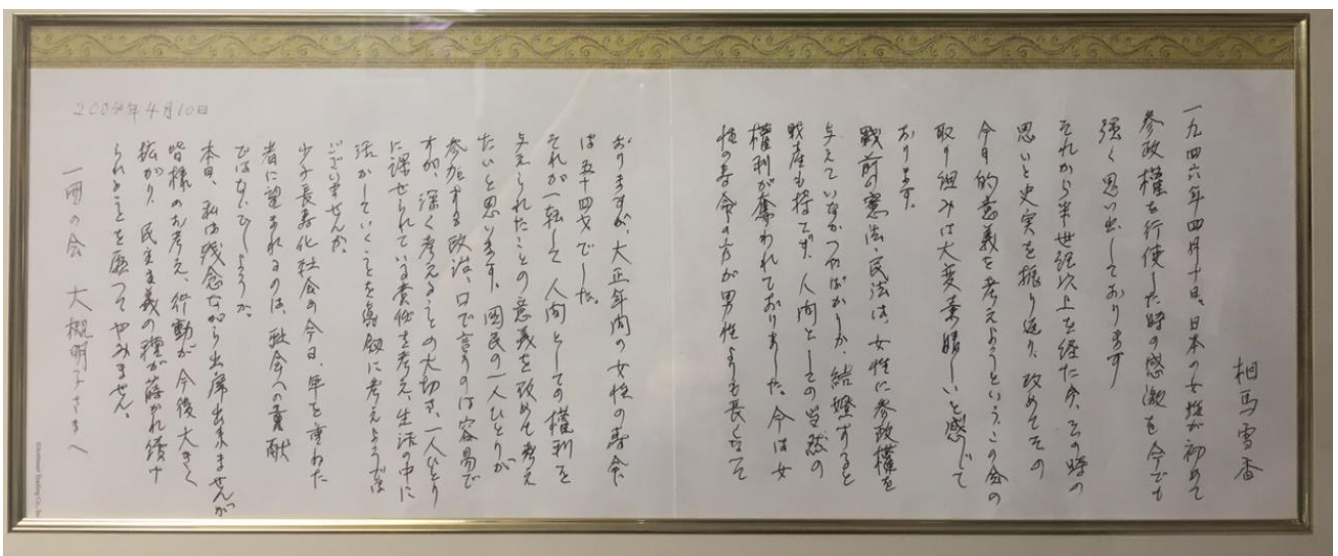 相馬雪香
一九四六年四月十日、日本の女性が初めて
参政權を行使した時の感激を今でも
强く思い出しております
それから半世紀以上を経た今、その時の
思いと史実を振り返り、改めてその
今日的意義を考えようという、この会の
取り組みは大変素晴しいと感じて
おります。
戦前の憲法・民法は、女性に参政權を
与えていなかったばかりか、結婚すると
財産も持てず、人間としての当然の
權利が奪われておりました。今は女
性の寿命の方が男性よりも長くなって
おりますが、大正年間の女性の寿命
は五十四才でした。
それが一転して人間としての權利を
与えられたことの意義を改めて考え
たいと思います。国民の一人ひとりが
参加する政治、口で言うのは容易で
すが、深く考えることの大切さ、一人ひとり
に課せられている責任を考え、生活の中に
活かしていくことを真剣に考えようでは
ございませんか。
少子長寿化社会の今日、年を重ねた
者に望まれるのは、社会への貢献
ではないでしょうか。
本日、私は残念ながら出席出来ませんが
皆様のお考え、行動が今後大きく
拡がり、民主主義の種が蒔かれ続け
られることを願ってやみません。
一冊の会 大槻明子さまへ
2004年4月10日